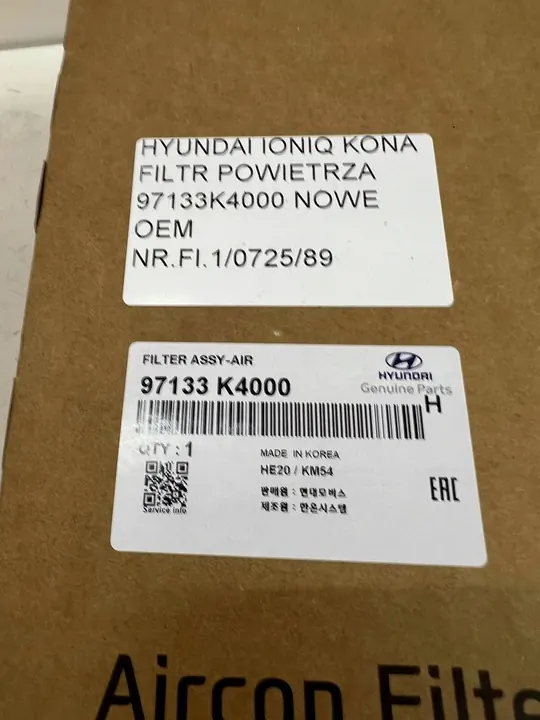 HYUNDAI IONIQ KONA
FILTR POWIETRZA
97133K4000 NOWE
OEM
NR.FI.1/0725/89
FILTER ASSY-AIR
97133 K4000
HYUNDAI
Genuine Parts
H
QTY : 1
MADE IN KOREA
HE20 / KM54
판매원 : 현대모비스
제조원 : 한온시스템
Service Info
EAC
Aircon Filte